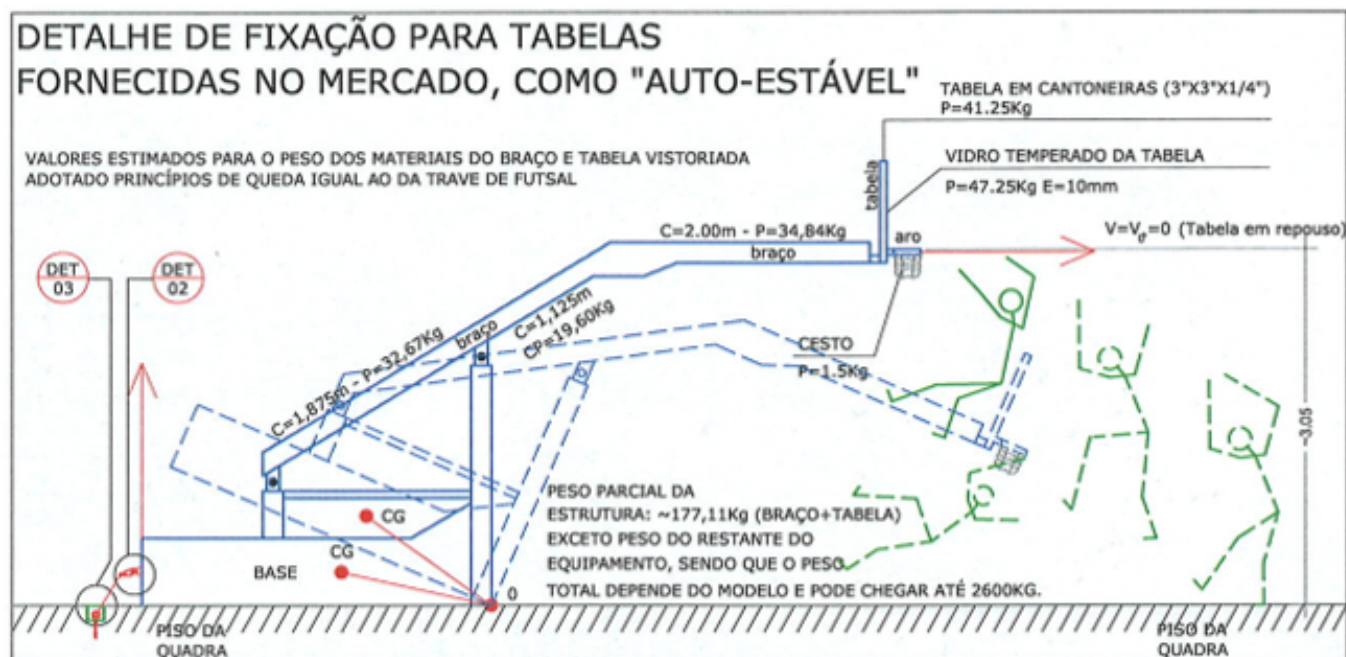 DETALHE DE FIXAÇÃO PARA TABELAS
FORNECIDAS NO MERCADO, COMO "AUTO-ESTÁVEL"
TABELA EM CANTONEIRAS (3"X3"X1/4")
P=41.25Kg
VALORES ESTIMADOS PARA O PESO DOS MATERIAIS DO BRAÇO E TABELA VISTORIADA
ADOTADO PRINCÍPIOS DE QUEDA IGUAL AO DA TRAVE DE FUTSAL
VIDRO TEMPERADO DA TABELA
P=47.25Kg E=10mm
tabela
C=2.00m - P=34,84Kg
braço
aro
V=V₀=0 (Tabela em repouso)
DET
03
DET
02
C=1,875m - P=32,67Kg
braço
C=1,125m
CP=19,60Kg
CESTO
P=1.5Kg
~3.05
PESO PARCIAL DA
ESTRUTURA: ~177,11Kg (BRAÇO+TABELA)
EXCETO PESO DO RESTANTE DO
EQUIPAMENTO, SENDO QUE O PESO
TOTAL DEPENDE DO MODELO E PODE CHEGAR ATÉ 2600KG.
CG
CG
BASE
0
PISO DA
QUADRA
PISO DA
QUADRA